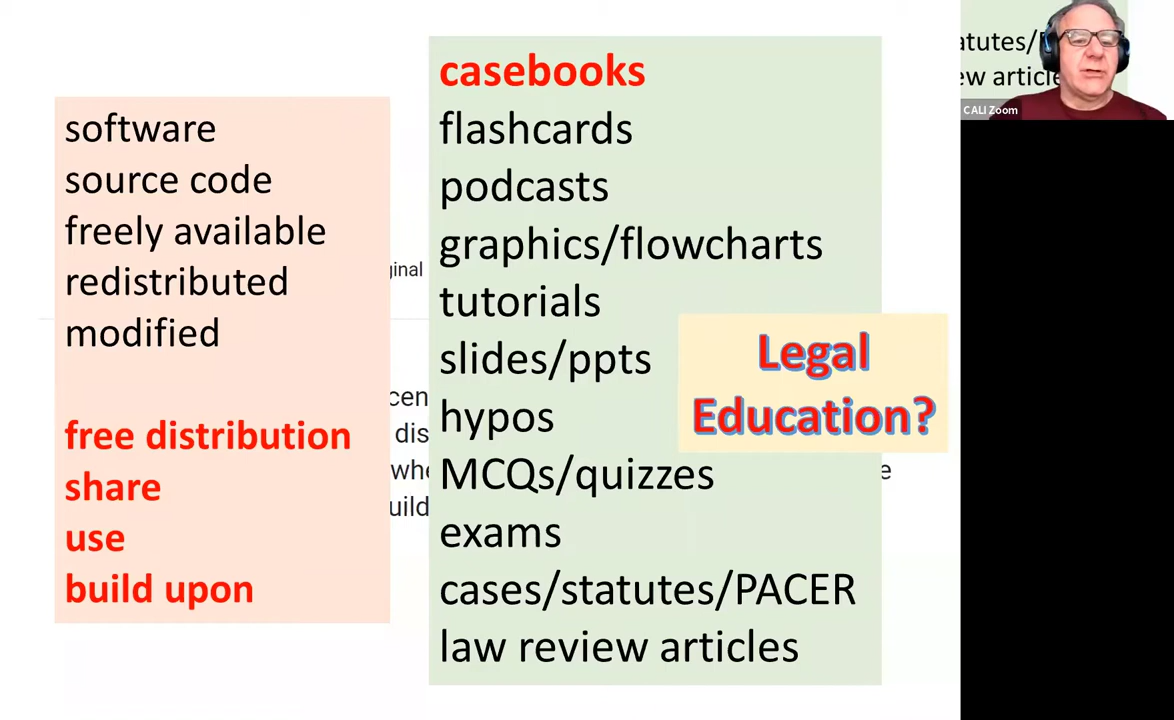 software
source code
freely available
redistributed
modified
free distribution
share
use
build upon
casebooks
flashcards
podcasts
graphics/flowcharts
tutorials
slides/ppts
hypos
MCQs/quizzes
exams
cases/statutes/PACER
law review articles
Legal
Education?
CALI Zoom